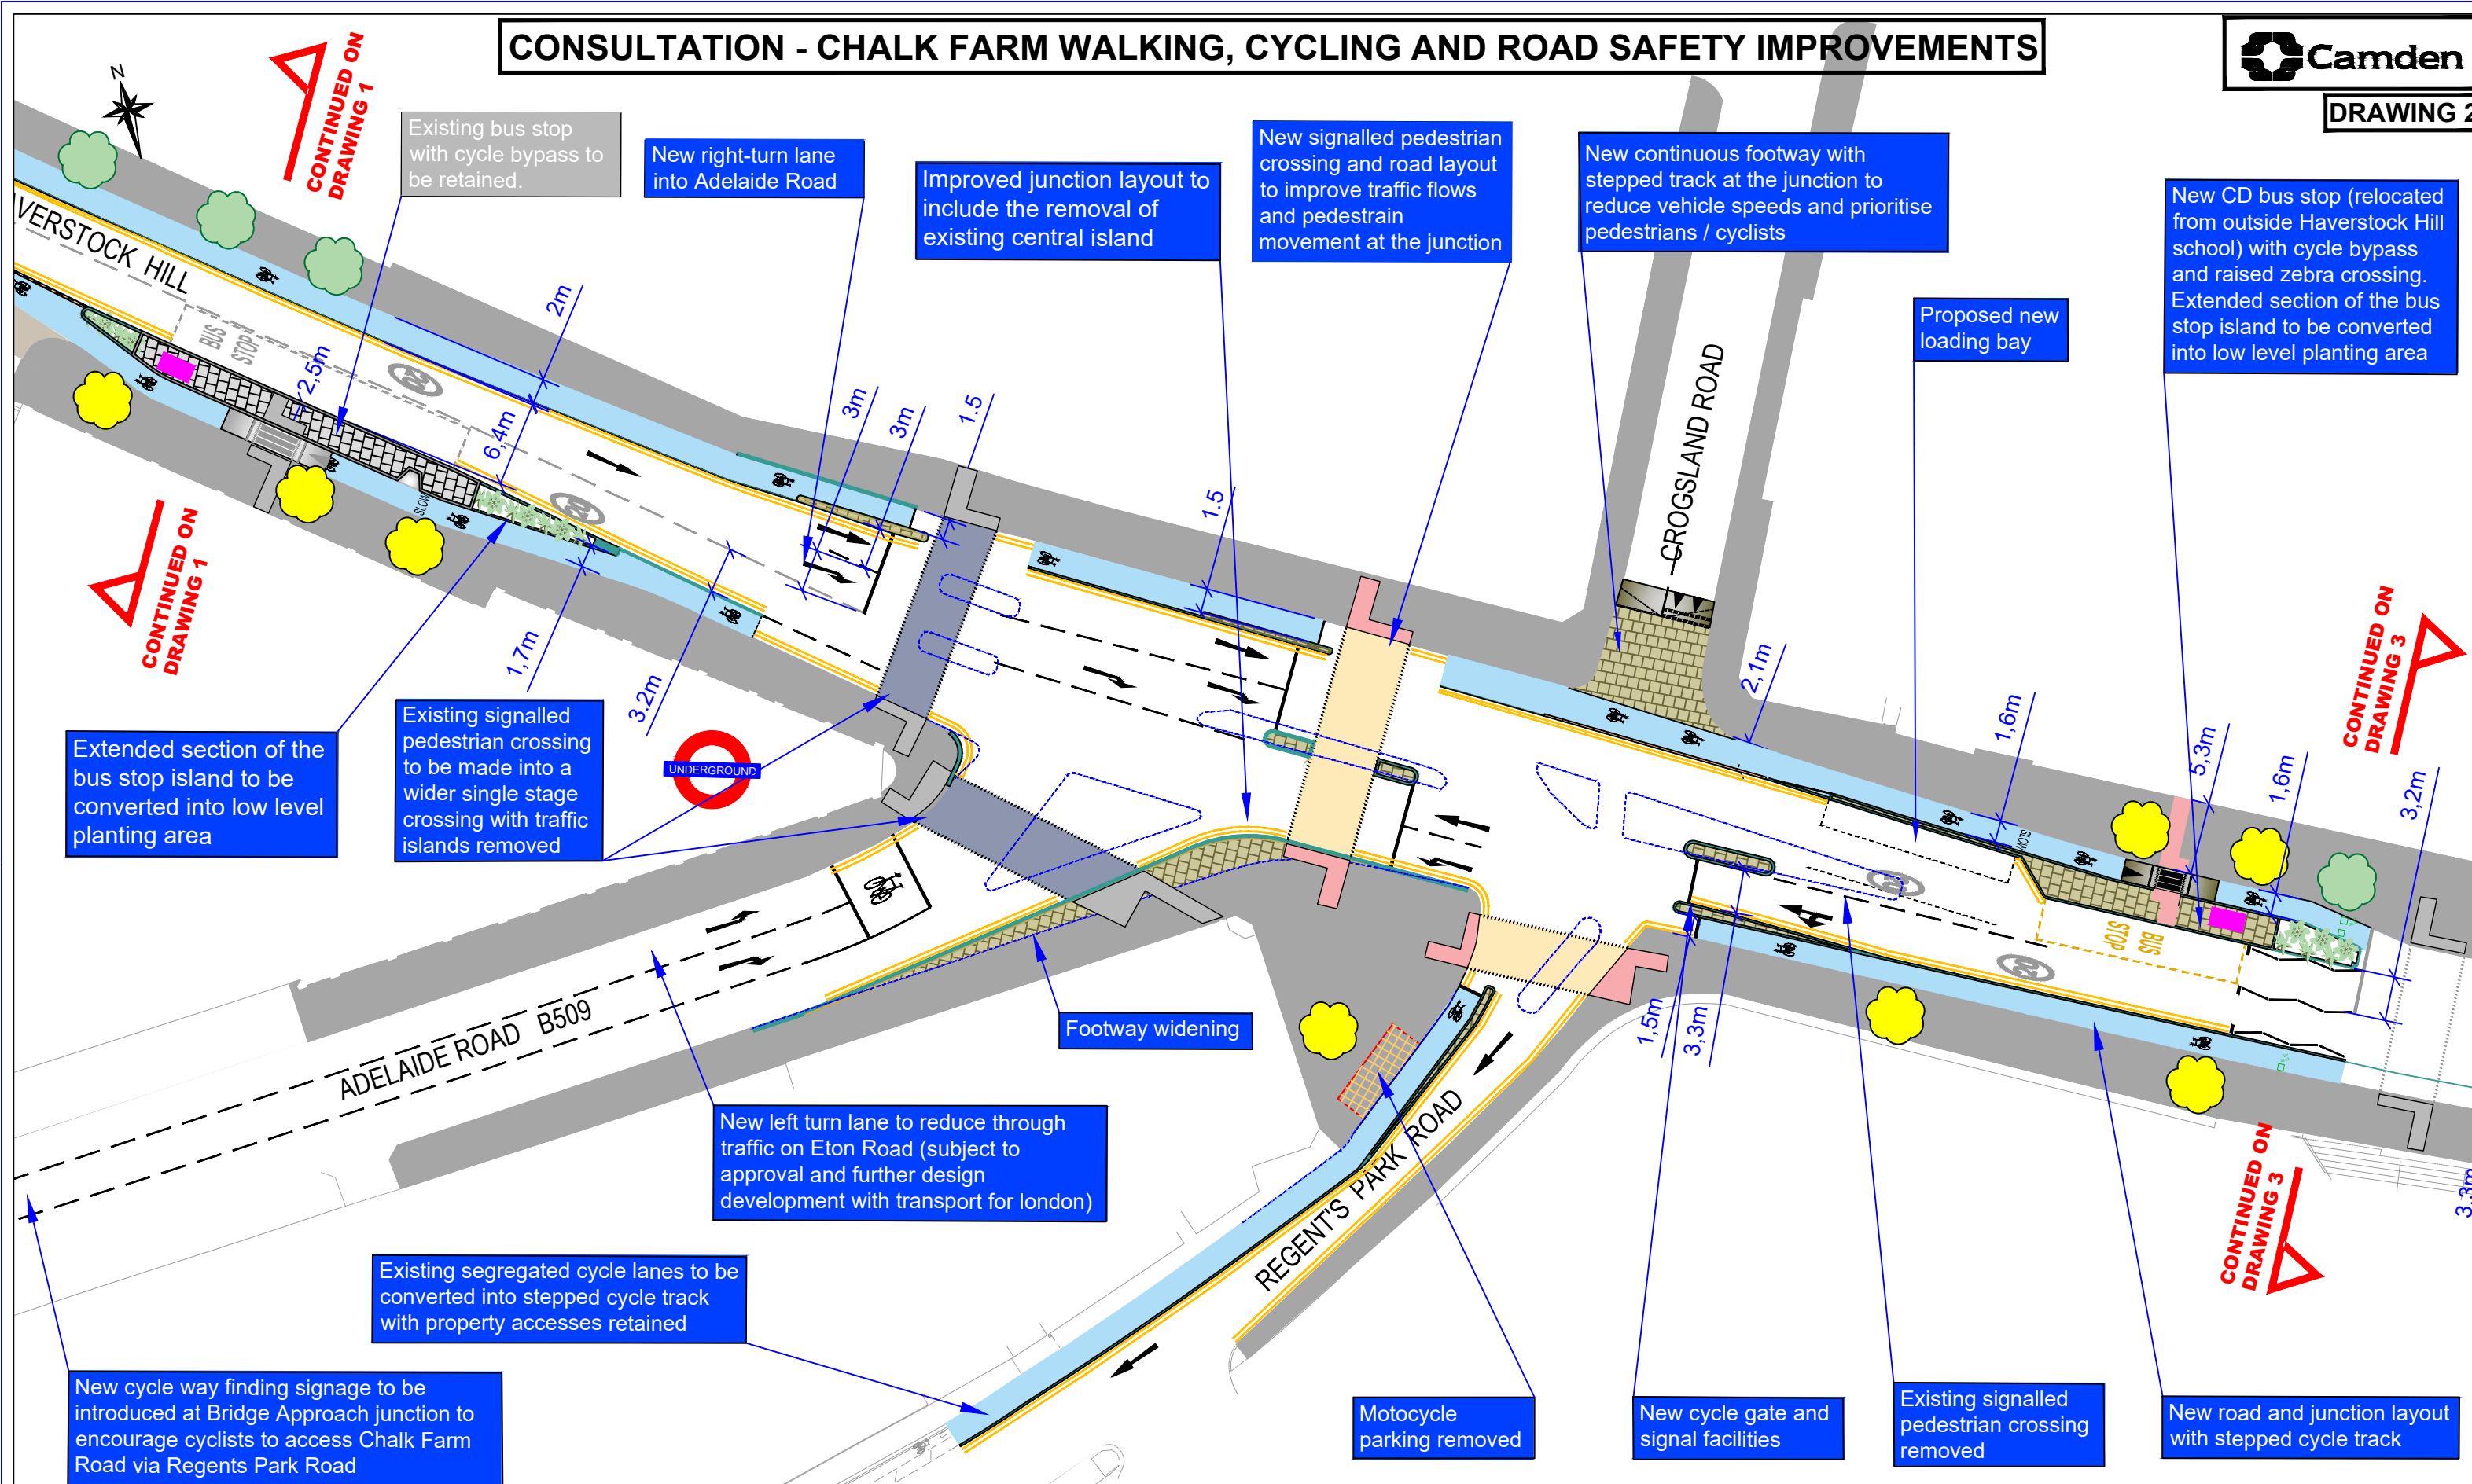 CONSULTATION - CHALK FARM WALKING, CYCLING AND ROAD SAFETY IMPROVEMENTS
Camden
DRAWING 2
N
CONTINUED ON
DRAWING 1
Existing bus stop
with cycle bypass to
be retained.
New right-turn lane
into Adelaide Road
Improved junction layout to
include the removal of
existing central island
New signalled pedestrian
crossing and road layout
to improve traffic flows
and pedestrain
movement at the junction
New continuous footway with
stepped track at the junction to
reduce vehicle speeds and prioritise
pedestrians / cyclists
New CD bus stop (relocated
from outside Haverstock Hill
school) with cycle bypass
and raised zebra crossing.
Extended section of the bus
stop island to be converted
into low level planting area
Proposed new
loading bay
VERSTOCK HILL
BUS
STOP
20
2m
2,5m
6,4m
3m
3m
1.5
1.5
CROGSLAND ROAD
SLOW
20
1,7m
3.2m
2,1m
1,6m
5,3m
1,6m
3,2m
CONTINUED ON
DRAWING 1
CONTINUED ON
DRAWING 3
Extended section of the
bus stop island to be
converted into low level
planting area
Existing signalled
pedestrian crossing
to be made into a
wider single stage
crossing with traffic
islands removed
UNDERGROUND
SLOW
20
BUS
STOP
20
ADELAIDE ROAD B509
Footway widening
1,5m
3,3m
New left turn lane to reduce through
traffic on Eton Road (subject to
approval and further design
development with transport for london)
REGENT'S PARK ROAD
CONTINUED ON
DRAWING 3
3.3m
Existing segregated cycle lanes to be
converted into stepped cycle track
with property accesses retained
New cycle way finding signage to be
introduced at Bridge Approach junction to
encourage cyclists to access Chalk Farm
Road via Regents Park Road
Motocycle
parking removed
New cycle gate and
signal facilities
Existing signalled
pedestrian crossing
removed
New road and junction layout
with stepped cycle track